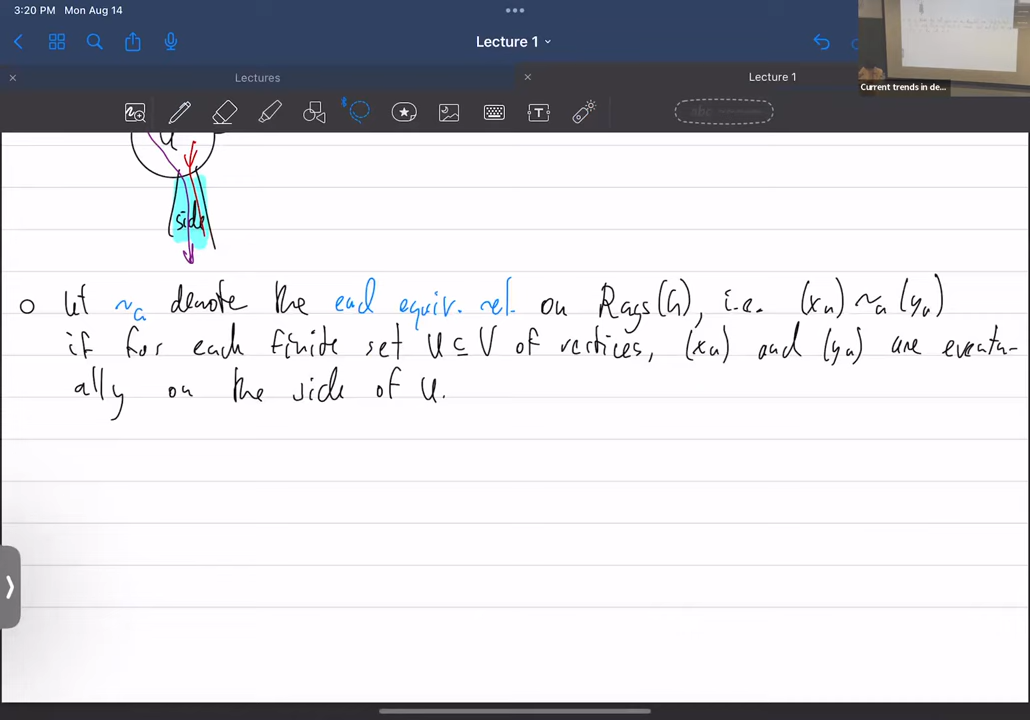 3:20 PM Mon Aug 14
Lecture 1
Current trends in de...
Lectures
Lecture 1
abc
U
side
○ Let ~G denote the end equiv. rel. on Rays(G), i.e. (xn) ~G (yn)
if for each finite set U ⊆ V of vertices, (xn) and (yn) are eventu-
ally on the side of U.